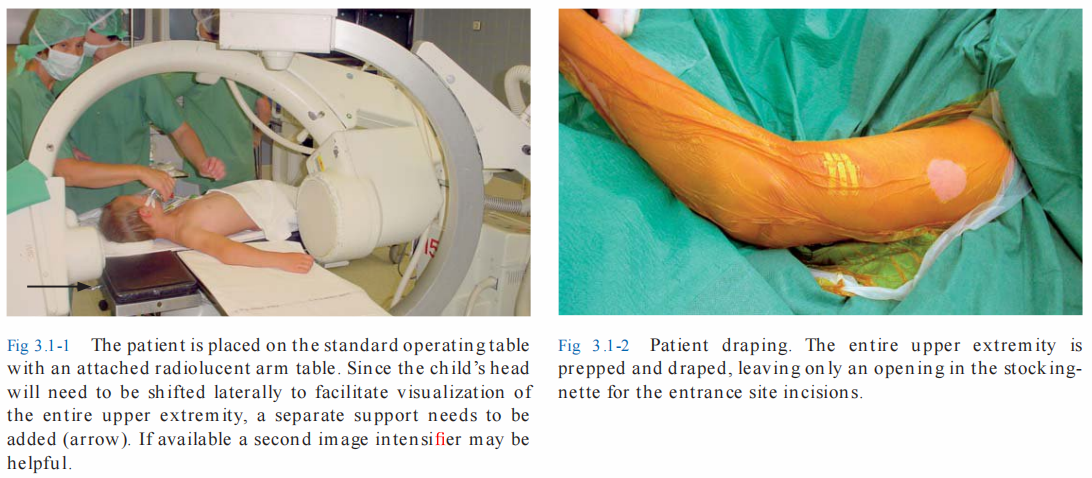 Fig 3.1-1 The patient is placed on the standard operating table
with an attached radiolucent arm table. Since the child's head
will need to be shifted laterally to facilitate visualization of
the entire upper extremity, a separate support needs to be
added (arrow). If available a second image intensifier may be
helpful.
Fig 3.1-2 Patient draping. The entire upper extremity is
prepped and draped, leaving only an opening in the stocking-
nette for the entrance site incisions.